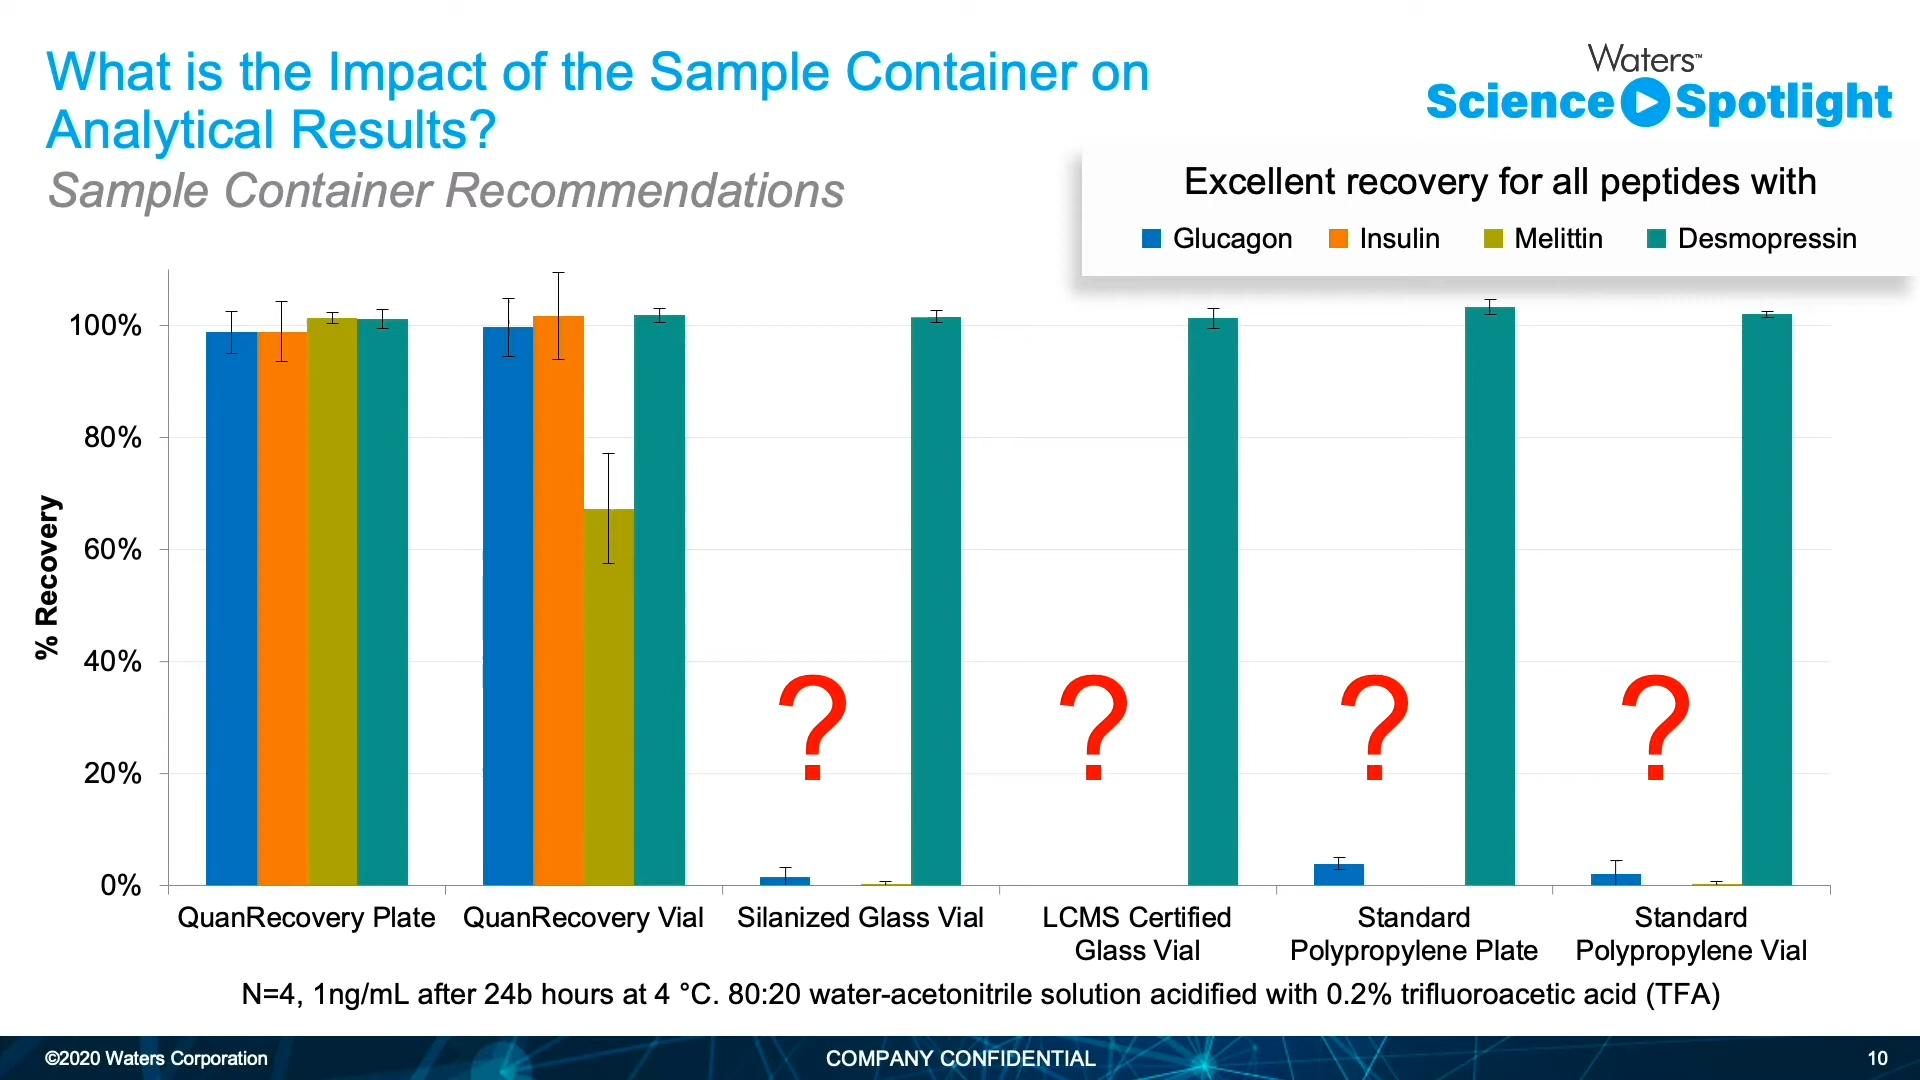 What is the Impact of the Sample Container on
Analytical Results?
Sample Container Recommendations
Waters™
Science Spotlight
Excellent recovery for all peptides with
Glucagon Insulin Melittin Desmopressin
% Recovery
100%
80%
60%
40%
20%
0%
? ? ? ?
QuanRecovery Plate QuanRecovery Vial Silanized Glass Vial LCMS Certified Glass Vial Standard Polypropylene Plate Standard Polypropylene Vial
N=4, 1ng/mL after 24b hours at 4 °C. 80:20 water-acetonitrile solution acidified with 0.2% trifluoroacetic acid (TFA)
©2020 Waters Corporation COMPANY CONFIDENTIAL 10